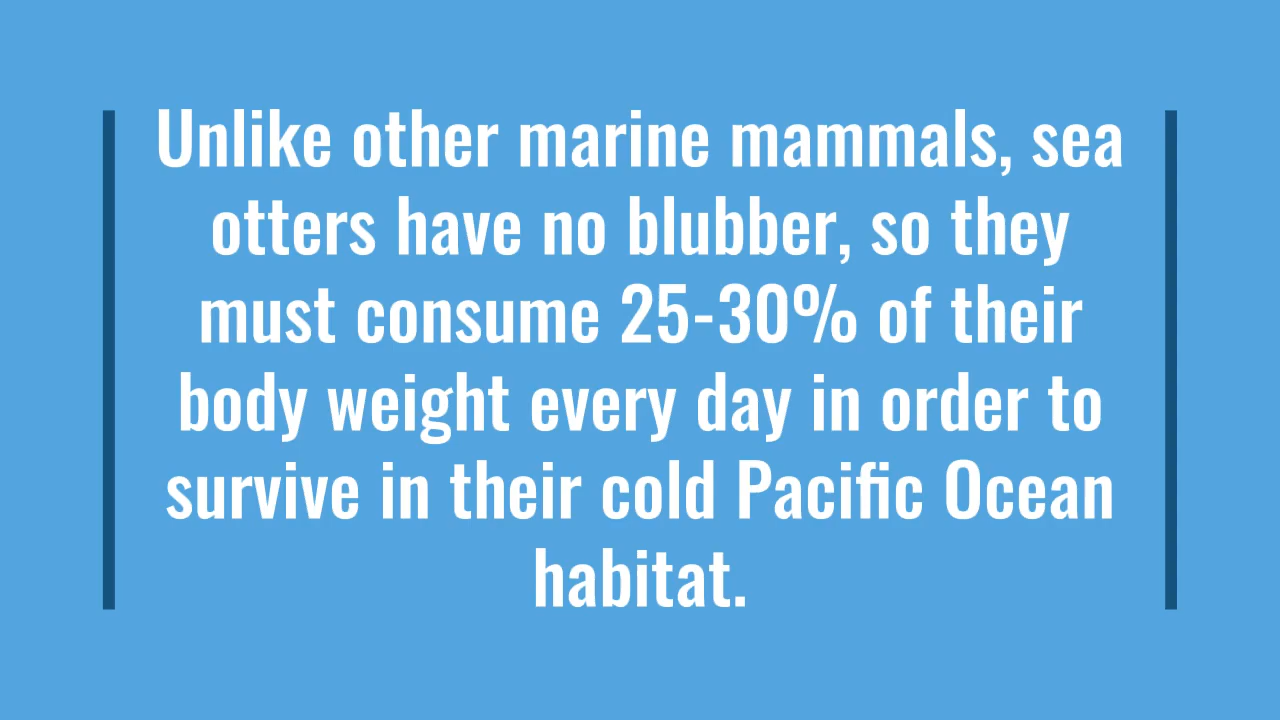 Unlike other marine mammals, sea
otters have no blubber, so they
must consume 25-30% of their
body weight every day in order to
survive in their cold Pacific Ocean
habitat.